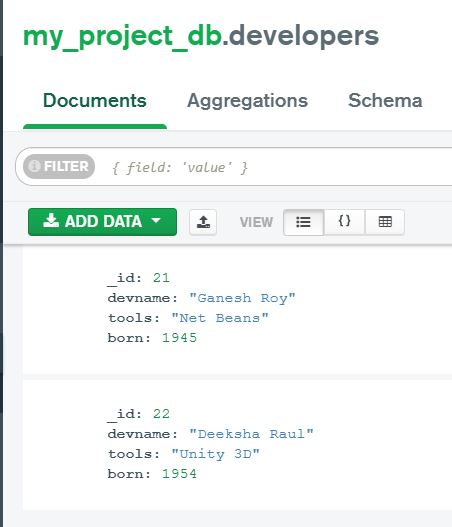 my_project_db.developers
Documents Aggregations Schema
FILTER { field: 'value' }
ADD DATA VIEW {}
_id: 21
devname: "Ganesh Roy"
tools: "Net Beans"
born: 1945
_id: 22
devname: "Deeksha Raul"
tools: "Unity 3D"
born: 1954